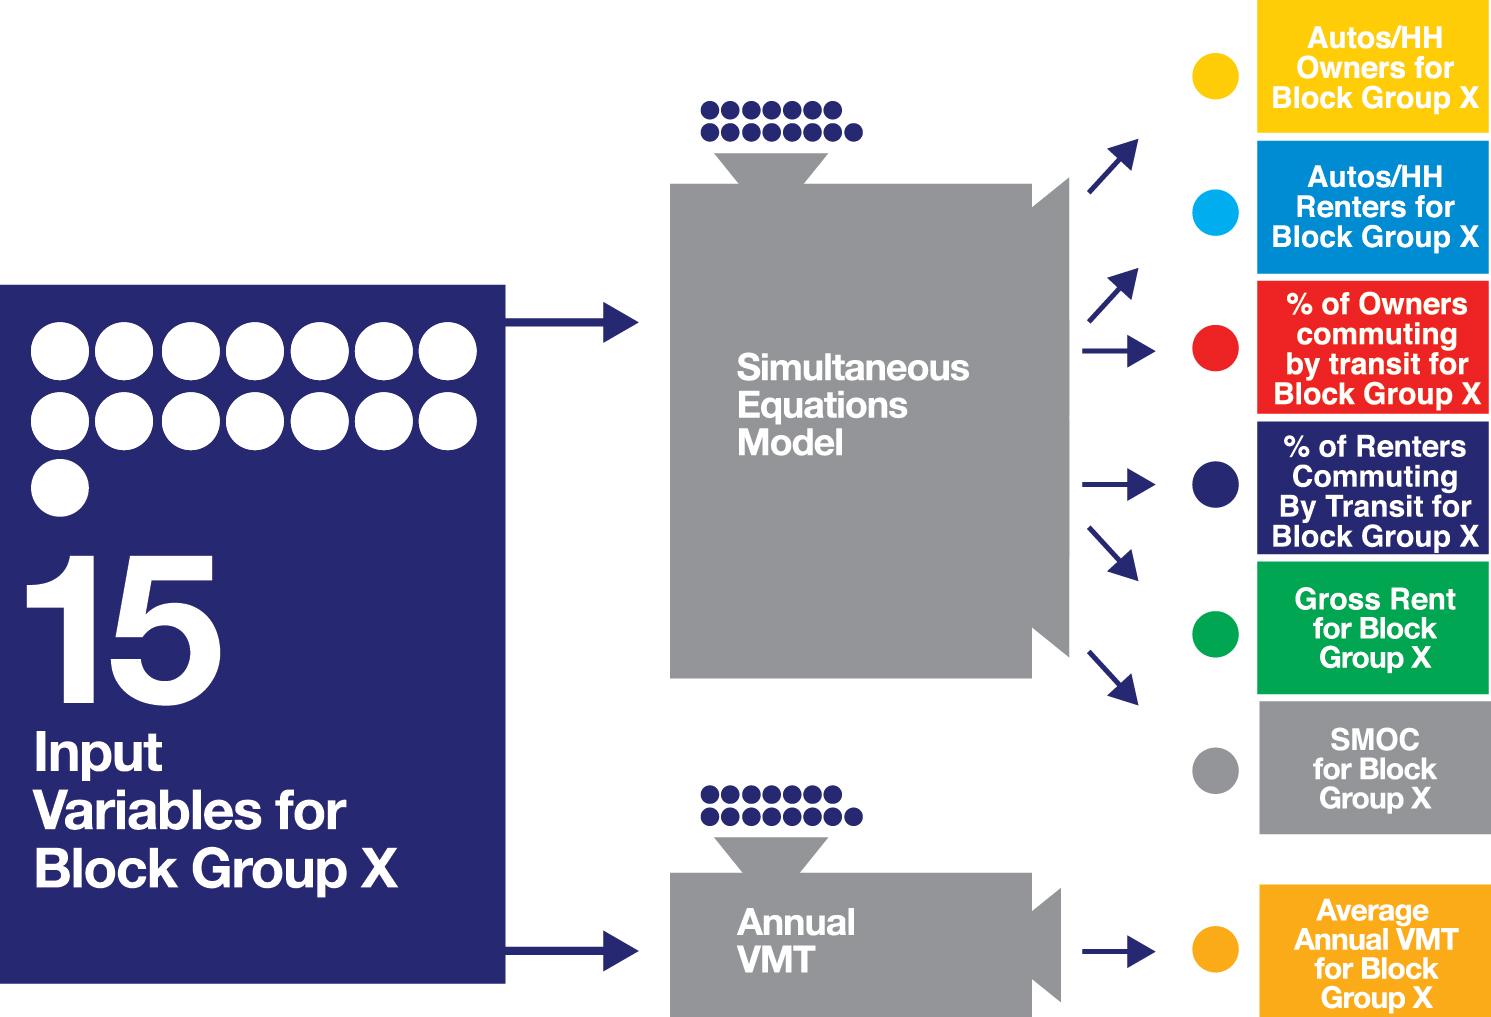 15
Input
Variables for
Block Group X
Simultaneous
Equations
Model
Annual
VMT
Autos/HH
Owners for
Block Group X
Autos/HH
Renters for
Block Group X
% of Owners
commuting
by transit for
Block Group X
% of Renters
Commuting
By Transit for
Block Group X
Gross Rent
for Block
Group X
SMOC
for Block
Group X
Average
Annual VMT
for Block
Group X